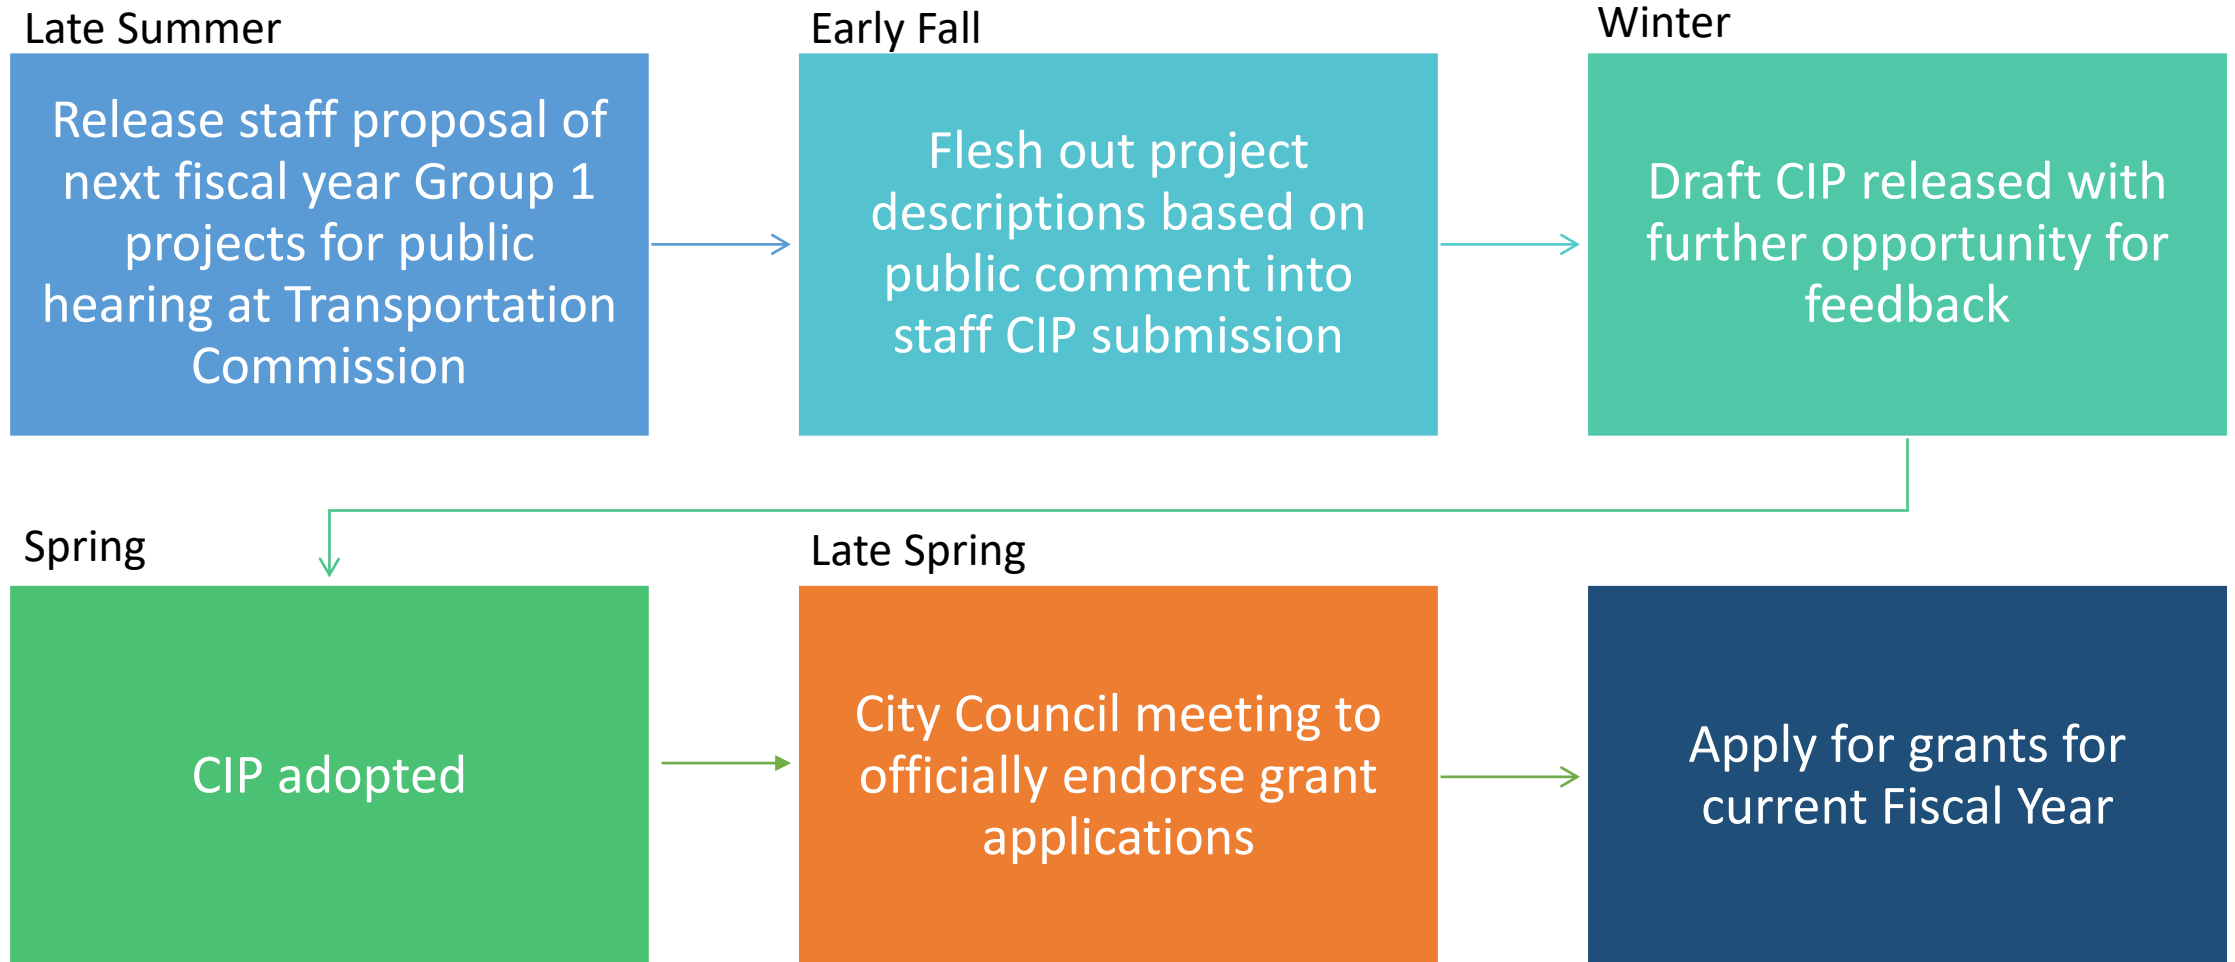 Late Summer
Release staff proposal of
next fiscal year Group 1
projects for public
hearing at Transportation
Commission
Early Fall
Flesh out project
descriptions based on
public comment into
staff CIP submission
Winter
Draft CIP released with
further opportunity for
feedback
Spring
CIP adopted
Late Spring
City Council meeting to
officially endorse grant
applications
Apply for grants for
current Fiscal Year